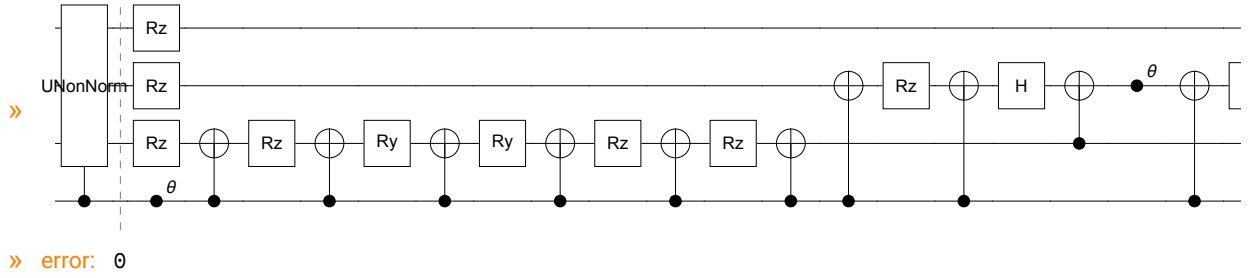 Rz
UNonNorm Rz Rz H θ
» 
Rz Rz Ry Ry Rz Rz
θ
» error: 0